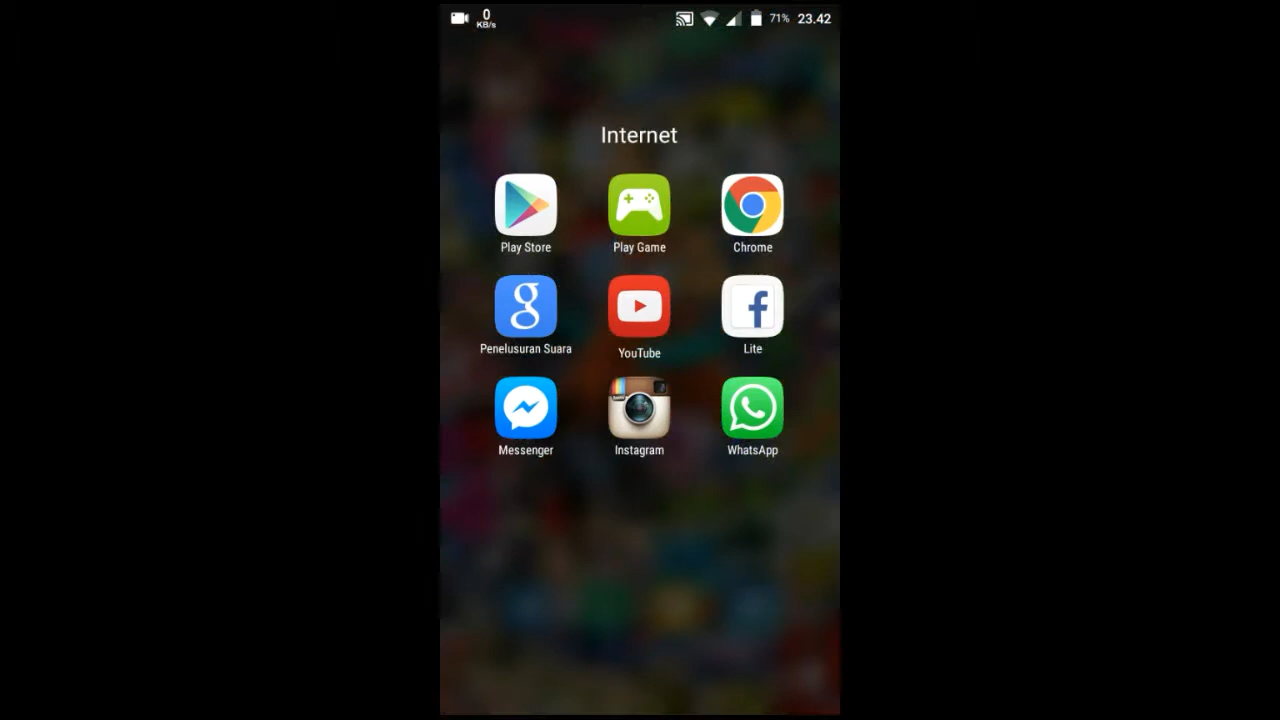 0
KB/s
71% 23.42
Internet
Play Store
Play Game
Chrome
g
Penelusuran Suara
YouTube
f
Lite
Messenger
Instagram
WhatsApp